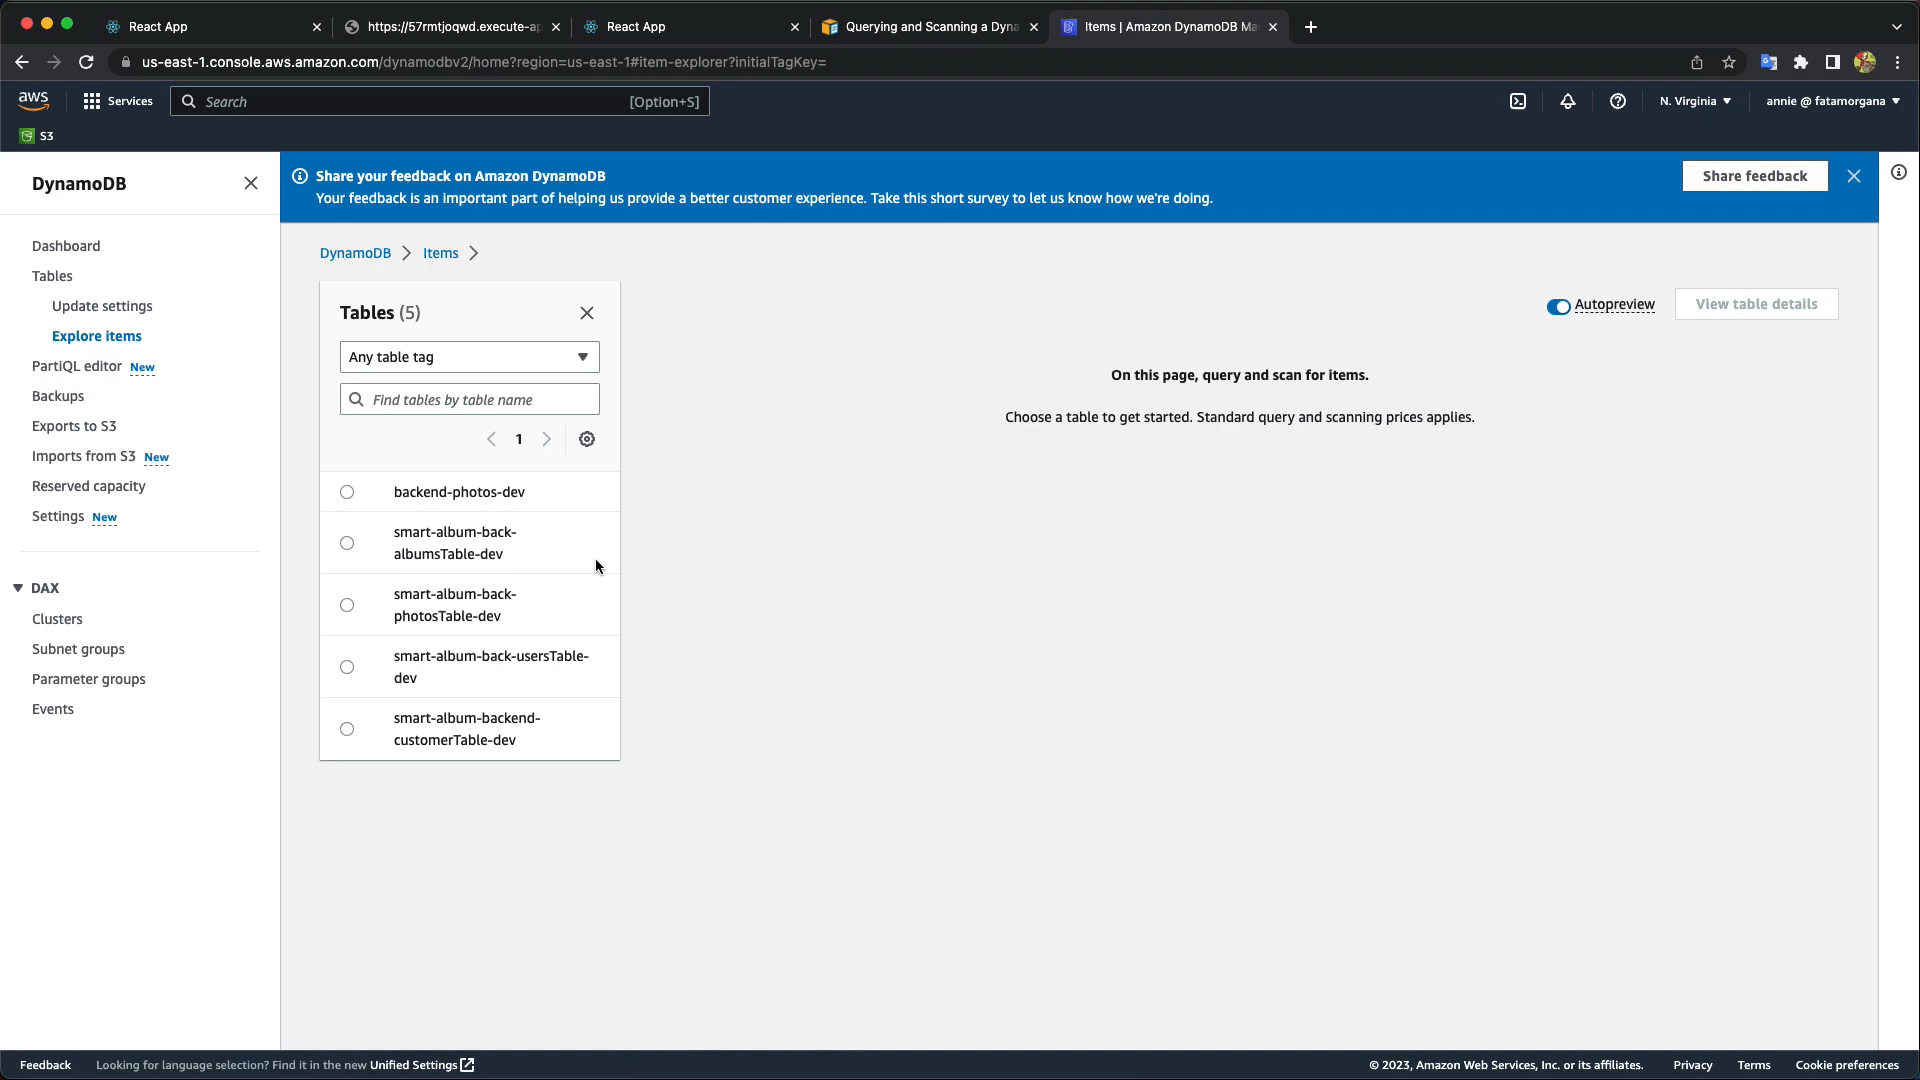 React App
https://57rmtjoqwd.execute-ap
React App
Querying and Scanning a Dyna
Items | Amazon DynamoDB Ma
us-east-1.console.aws.amazon.com/dynamodbv2/home?region=us-east-1#item-explorer?initialTagKey=
aws
Services
Search
[Option+S]
N. Virginia
annie @ fatamorgana
S3
DynamoDB
Dashboard
Tables
Update settings
Explore items
PartiQL editor New
Backups
Exports to S3
Imports from S3 New
Reserved capacity
Settings New
DAX
Clusters
Subnet groups
Parameter groups
Events
Share your feedback on Amazon DynamoDB
Your feedback is an important part of helping us provide a better customer experience. Take this short survey to let us know how we're doing.
Share feedback
DynamoDB
Items
Tables (5)
Any table tag
Find tables by table name
1
backend-photos-dev
smart-album-back-
albumsTable-dev
smart-album-back-
photosTable-dev
smart-album-back-usersTable-
dev
smart-album-backend-
customerTable-dev
Autopreview
View table details
On this page, query and scan for items.
Choose a table to get started. Standard query and scanning prices applies.
Feedback
Looking for language selection? Find it in the new Unified Settings
© 2023, Amazon Web Services, Inc. or its affiliates.
Privacy
Terms
Cookie preferences